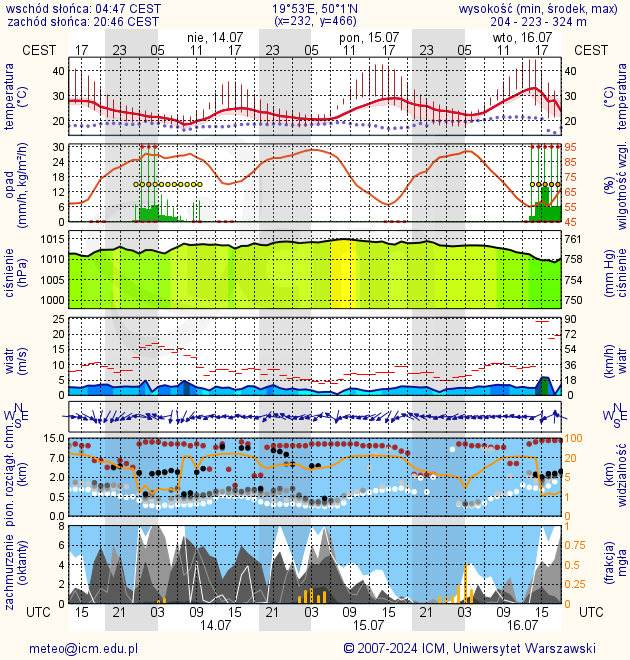 wschód słońca: 04:47 CEST 19°53'E, 50°1'N wysokość (min, środek, max)
zachód słońca: 20:46 CEST (x=232, y=466) 204 - 223 - 324 m
nie, 14.07 pon, 15.07 wto, 16.07
CEST 17 23 05 11 17 23 05 11 17 23 05 11 17 CEST
temperatura (°C) 40 30 20 40 30 20 (°C) temperatura
opad (mm/h, kg/m²/h) 30 24 18 12 6 0 95 85 75 65 55 45 (%) wilgotność wzgl.
ciśnienie (hPa) 1015 1010 1005 1000 761 758 754 750 (mm Hg) ciśnienie
wiatr (m/s) 25 20 15 10 5 0 90 72 54 36 18 0 (km/h) wiatr
N W E S N W E S
pion. rozciągł. chm. (km) 15.0 7.0 2.0 0.5 0.0 100 20 5 1 0 (km) widzialność
zachmurzenie (oktanty) 8 6 4 2 0 1 0.75 0.5 0.25 0 (frakcja) mgła
UTC 15 21 03 09 15 21 03 09 15 21 03 09 15 UTC
14.07 15.07 16.07
meteo@icm.edu.pl © 2007-2024 ICM, Uniwersytet Warszawski